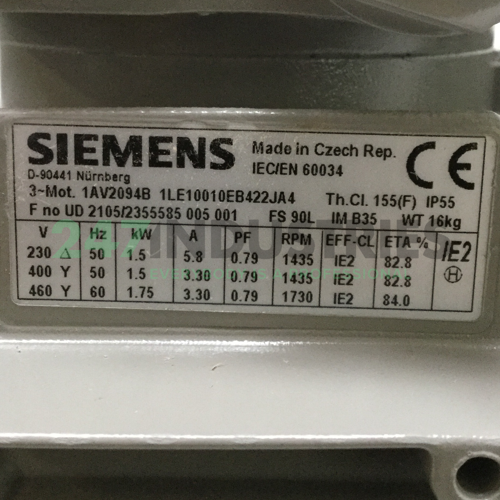 SIEMENS
D-90441 Nürnberg
Made in Czech Rep.
IEC/EN 60034
CE
3~Mot. 1AV2094B 1LE10010EB422JA4 Th.Cl. 155(F) IP55
F no UD 2105/2355585 005 001 FS 90L IM B35 WT 16kg
V Hz kW A PF RPM EFF-CL ETA % IE2
230 Δ 50 1.5 5.8 0.79 1435 IE2 82.8
400 Y 50 1.5 3.30 0.79 1435 IE2 82.8
460 Y 60 1.75 3.30 0.79 1730 IE2 84.0
H
247INDUSTRIES